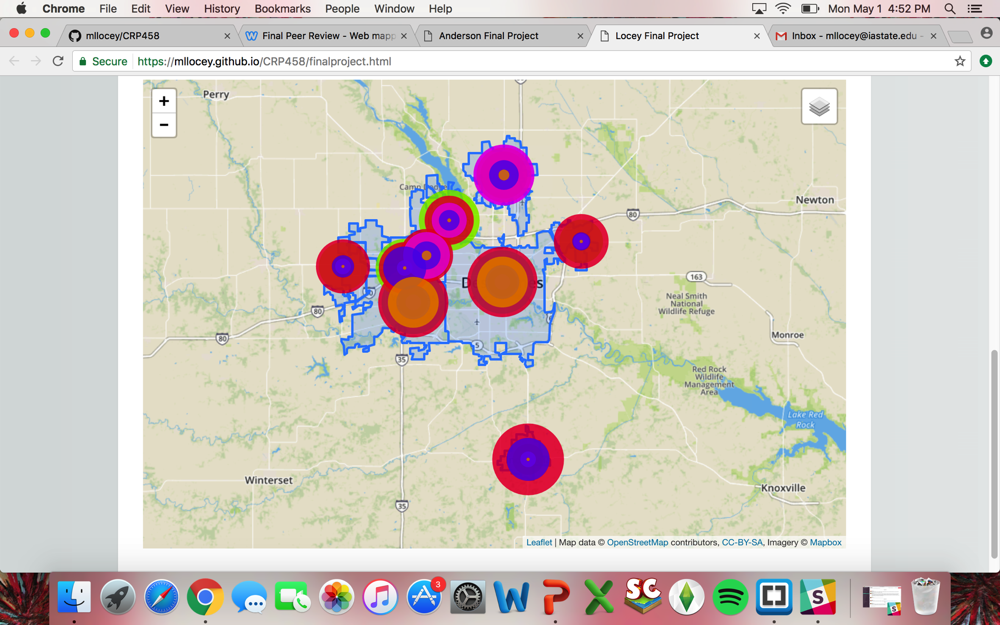 Chrome File Edit View History Bookmarks People Window Help Mon May 1 4:52 PM
mllocey/CRP458 Final Peer Review - Web mapp Anderson Final Project Locey Final Project Inbox - mllocey@iastate.edu -
Secure https://mllocey.github.io/CRP458/finalproject.html
+
−
Perry
Camp
Newton
80
163
Neal Smith
National
Wildlife Refuge
80
80
Monroe
5
35
Red Rock
Wildlife
Management
Area
Lake Red
Rock
Winterset
Knoxville
35
Leaflet | Map data © OpenStreetMap contributors, CC-BY-SA, Imagery © Mapbox
3
W
P
X
SC
S
S